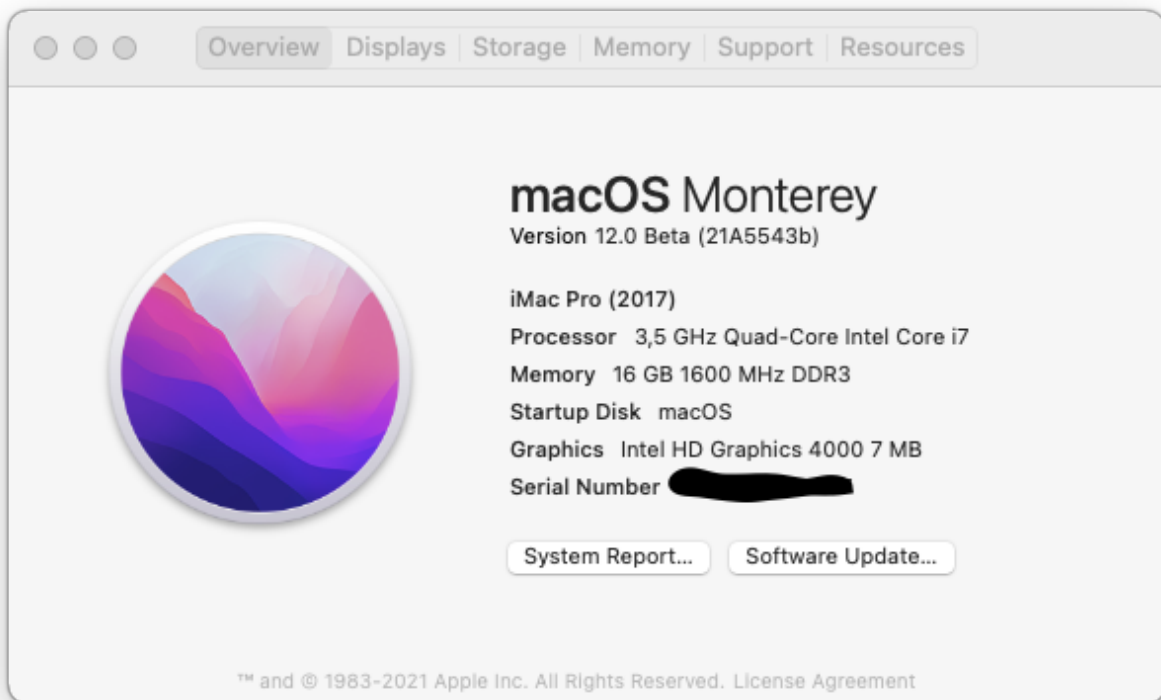 Overview Displays Storage Memory Support Resources
macOS Monterey
Version 12.0 Beta (21A5543b)
iMac Pro (2017)
Processor 3,5 GHz Quad-Core Intel Core i7
Memory 16 GB 1600 MHz DDR3
Startup Disk macOS
Graphics Intel HD Graphics 4000 7 MB
Serial Number
System Report... Software Update...
™ and © 1983-2021 Apple Inc. All Rights Reserved. License Agreement